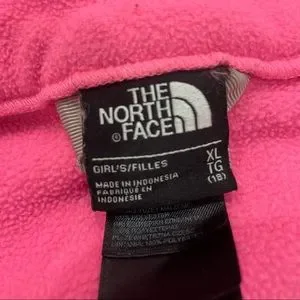 THE
NORTH
FACE
®
GIRL'S/FILLES
XL
TG
(18)
MADE IN INDONESIA
FABRIQUÉ EN
INDONÉSIE